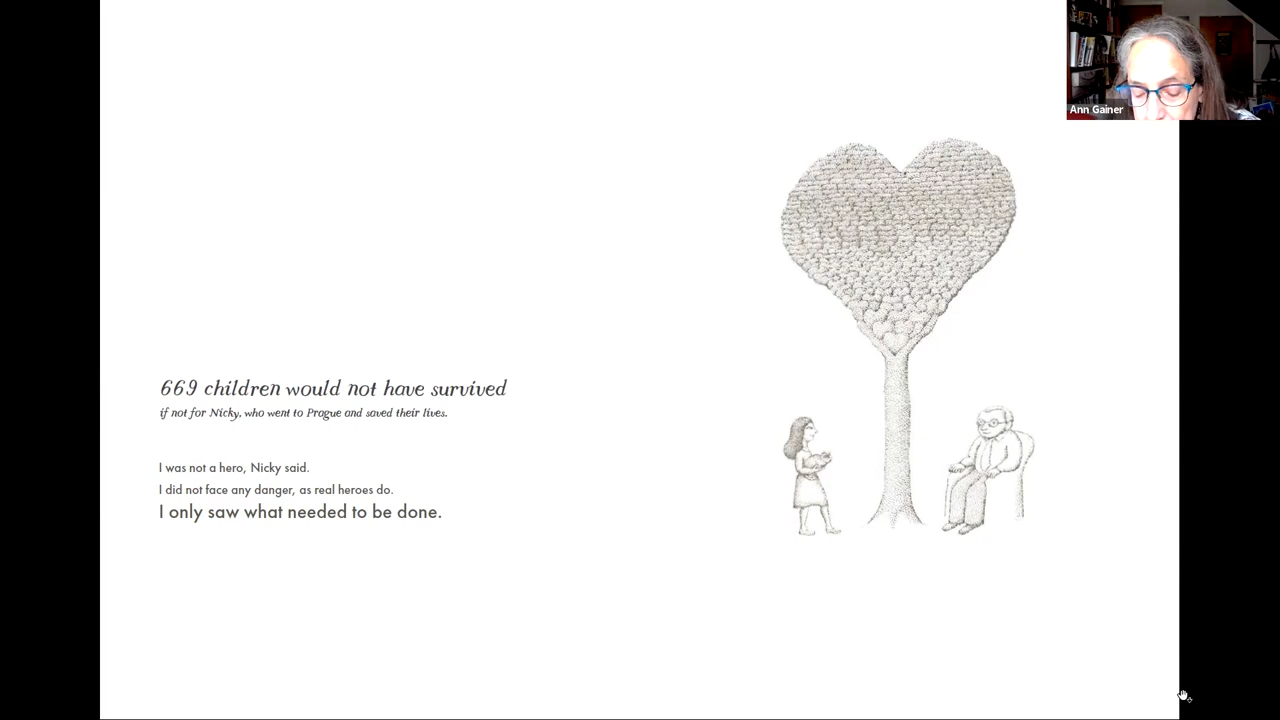 Ann Gainer
669 children would not have survived
if not for Nicky, who went to Prague and saved their lives.
I was not a hero, Nicky said.
I did not face any danger, as real heroes do.
I only saw what needed to be done.